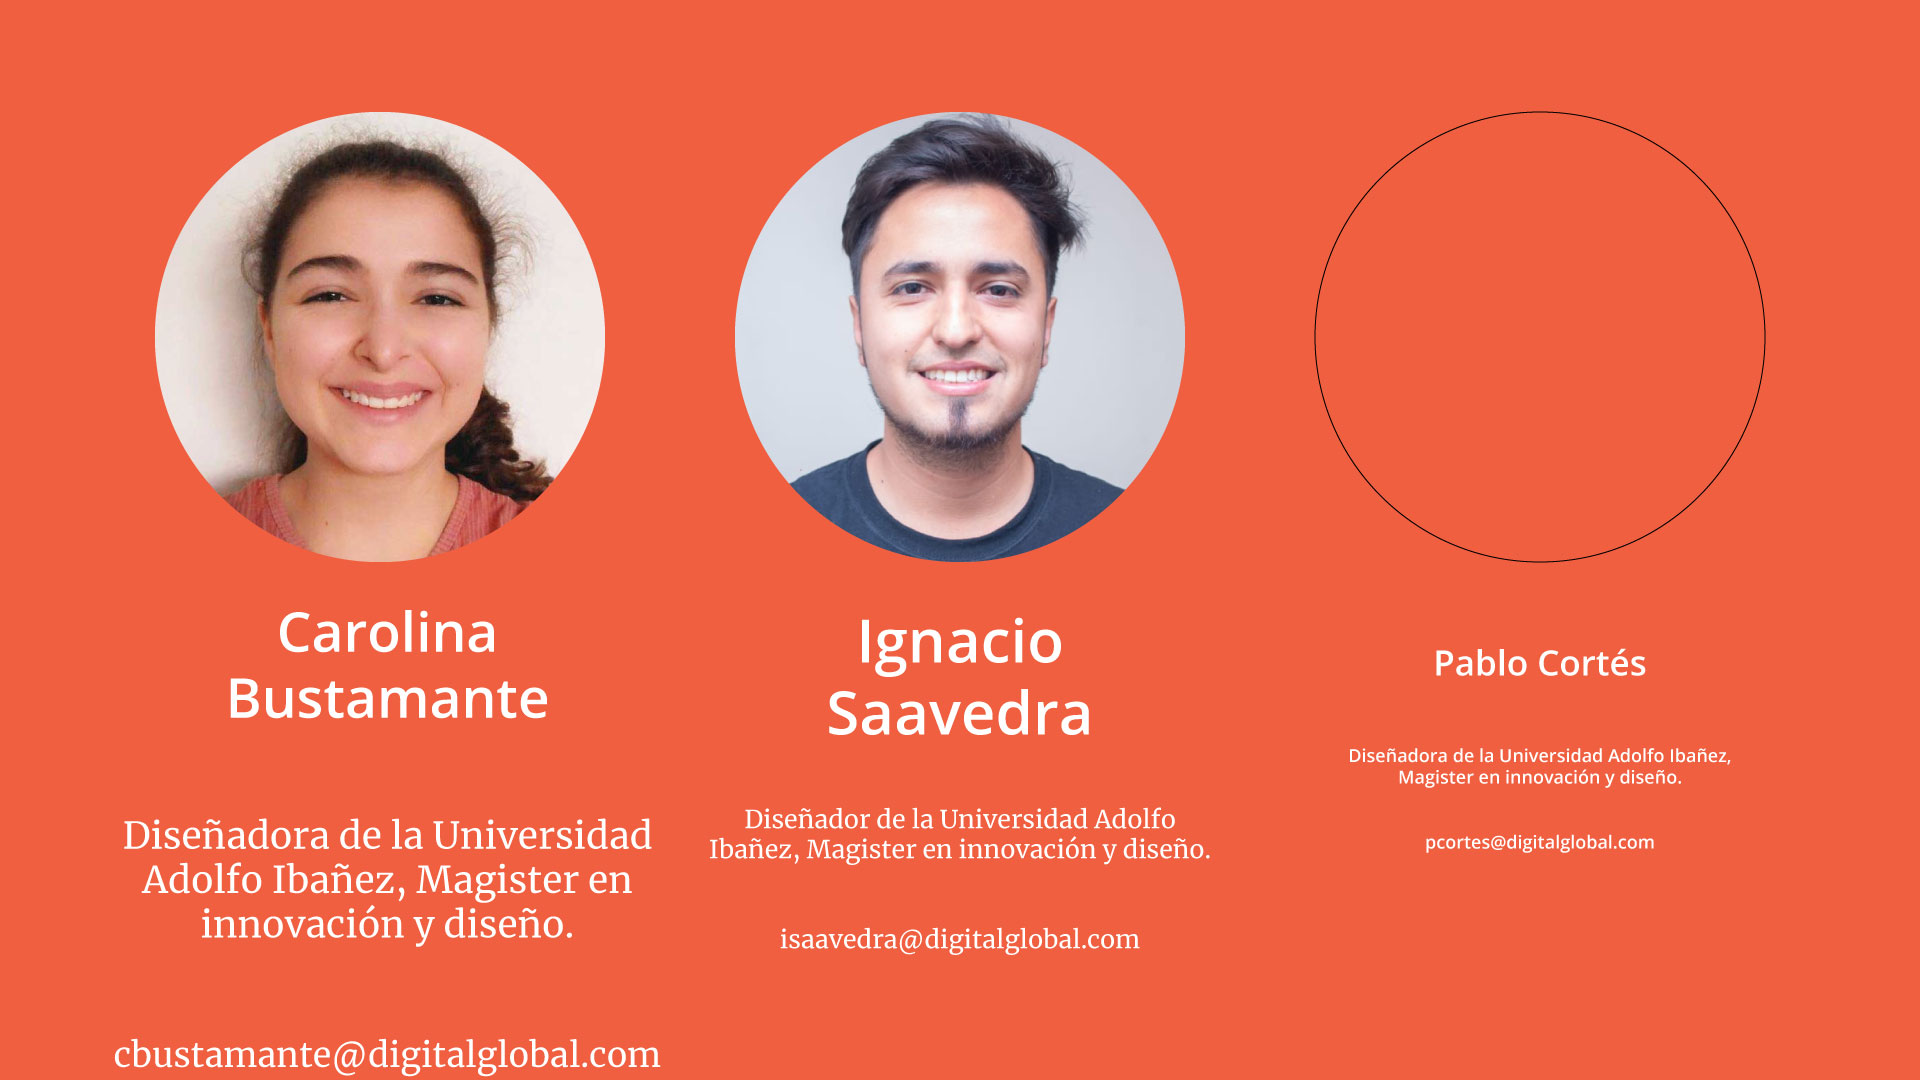 Carolina
Bustamante
Diseñadora de la Universidad
Adolfo Ibañez, Magister en
innovación y diseño.
cbustamante@digitalglobal.com
Ignacio
Saavedra
Diseñador de la Universidad Adolfo
Ibañez, Magister en innovación y diseño.
isaavedra@digitalglobal.com
Pablo Cortés
Diseñadora de la Universidad Adolfo Ibañez,
Magister en innovación y diseño.
pcortes@digitalglobal.com